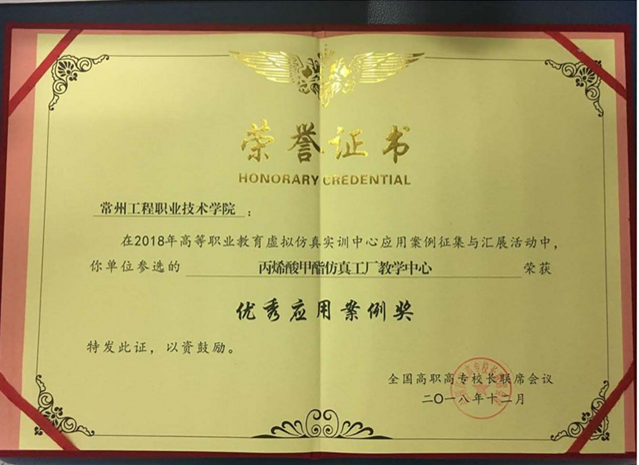 荣誉证书
HONORARY CREDENTIAL
常州工程职业技术学院：
在2018年高等职业教育虚拟仿真实训中心应用案例征集与汇展活动中，
你单位参选的 丙烯酸甲酯仿真工厂教学中心 荣获
优秀应用案例奖
特发此证，以资鼓励。
全国高职高专校长联席会议
二〇一八年十二月